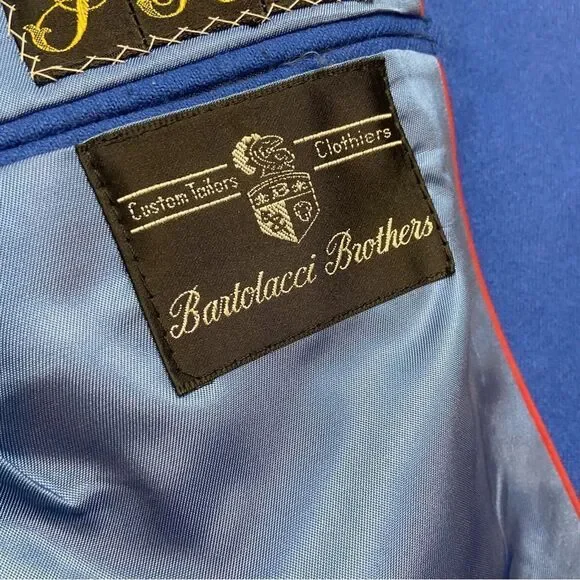 Custom Tailors Clothiers
B
Bartolacci Brothers